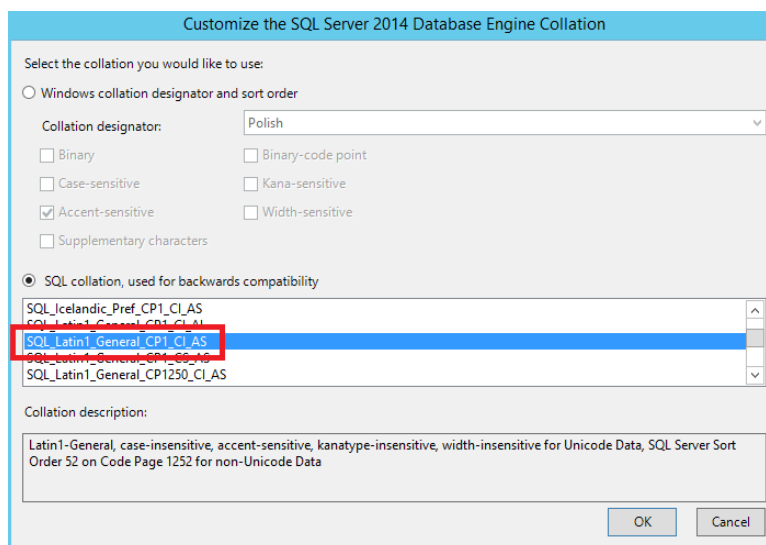 Customize the SQL Server 2014 Database Engine Collation
Select the collation you would like to use:
Windows collation designator and sort order
Collation designator: Polish
Binary Binary-code point
Case-sensitive Kana-sensitive
Accent-sensitive Width-sensitive
Supplementary characters
SQL collation, used for backwards compatibility
SQL_Icelandic_Pref_CP1_CI_AS
SQL_Latin1_General_CP1_CI_AI
SQL_Latin1_General_CP1_CI_AS
SQL_Latin1_General_CP1_CS_AS
SQL_Latin1_General_CP1250_CI_AS
Collation description:
Latin1-General, case-insensitive, accent-sensitive, kanatype-insensitive, width-insensitive for Unicode Data, SQL Server Sort
Order 52 on Code Page 1252 for non-Unicode Data
OK Cancel